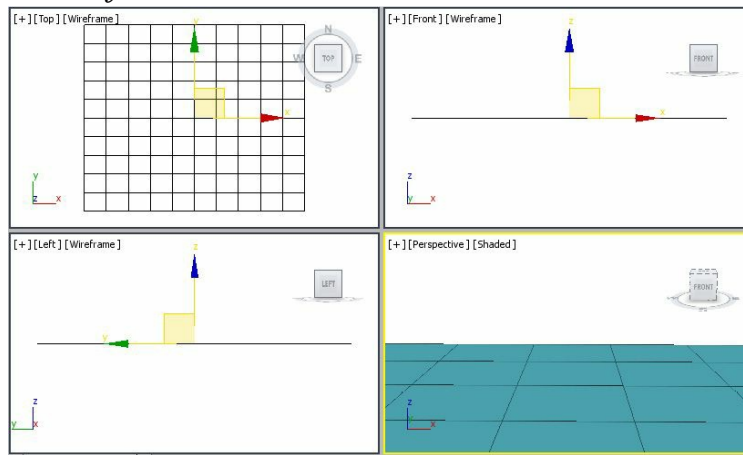 [+] [Top] [Wireframe]
y
x
N
W
TOP
E
S
y
z
x
[+] [Front] [Wireframe]
z
x
FRONT
z
y
x
[+] [Left] [Wireframe]
z
y
LEFT
z
y
x
[+] [Perspective] [Shaded]
FRONT
z
x